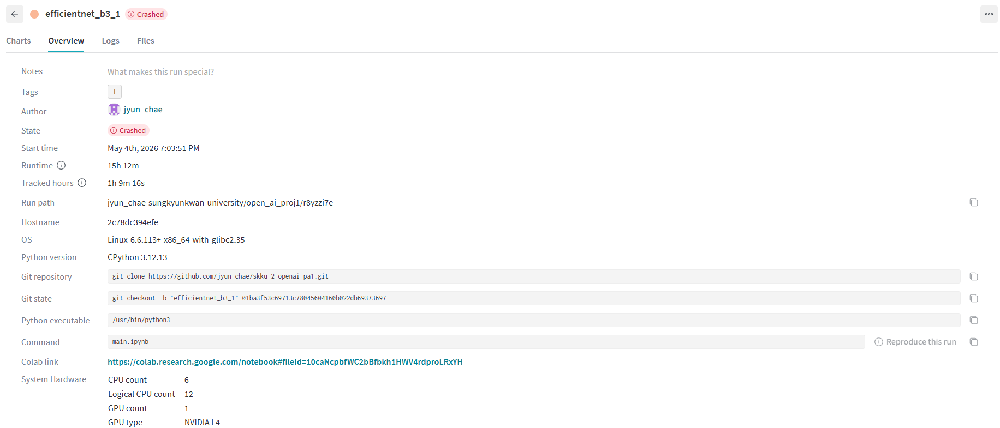 efficientnet_b3_1 Crashed
Charts Overview Logs Files
Notes What makes this run special?
Tags +
Author jyun_chae
State Crashed
Start time May 4th, 2026 7:03:51 PM
Runtime 15h 12m
Tracked hours 1h 9m 16s
Run path jyun_chae-sungkyunkwan-university/open_ai_proj1/r8yzzi7e
Hostname 2c78dc394efe
OS Linux-6.6.113+-x86_64-with-glibc2.35
Python version CPython 3.12.13
Git repository git clone https://github.com/jyun-chae/skku-2-openai_pa1.git
Git state git checkout -b "efficientnet_b3_1" 01ba3f53c69713c78045604160b022db69373697
Python executable /usr/bin/python3
Command main.ipynb Reproduce this run
Colab link https://colab.research.google.com/notebook#fileId=10caNcpbfWC2bBfbkh1HWV4rdproLRxYH
System Hardware CPU count 6
Logical CPU count 12
GPU count 1
GPU type NVIDIA L4